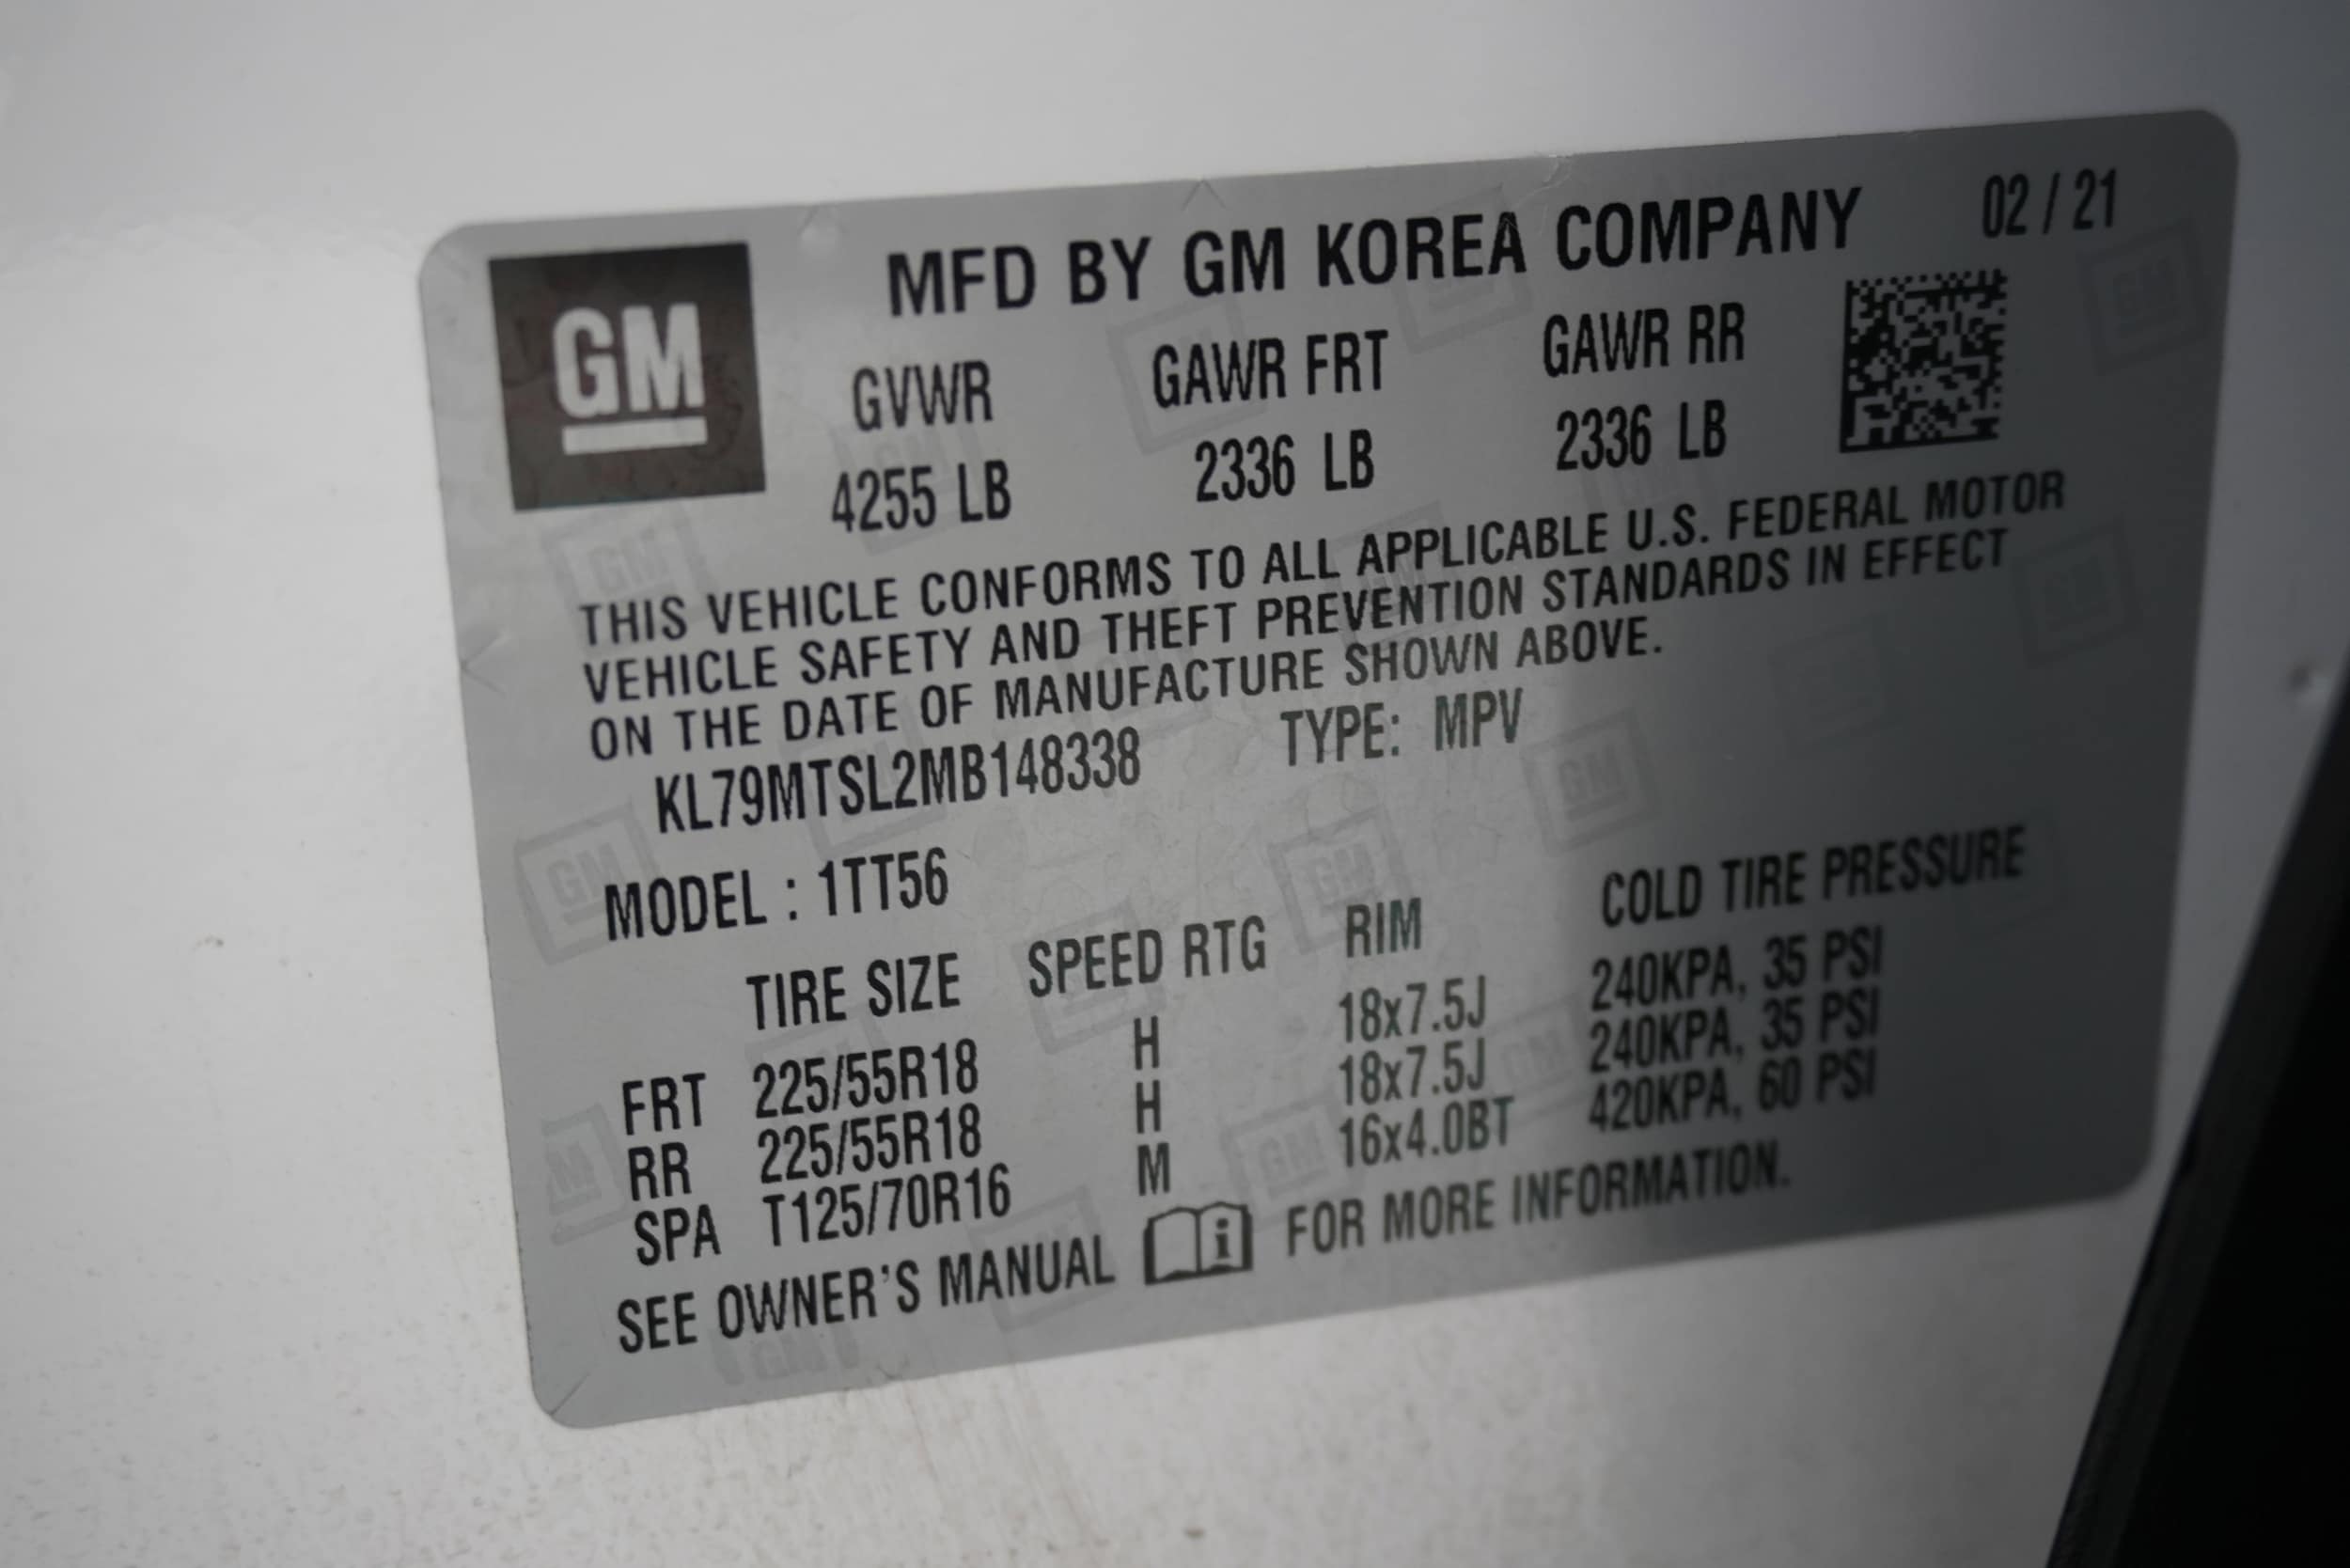 GM
MFD BY GM KOREA COMPANY 02 / 21
GVWR GAWR FRT GAWR RR
4255 LB 2336 LB 2336 LB
THIS VEHICLE CONFORMS TO ALL APPLICABLE U.S. FEDERAL MOTOR
VEHICLE SAFETY AND THEFT PREVENTION STANDARDS IN EFFECT
ON THE DATE OF MANUFACTURE SHOWN ABOVE.
KL79MTSL2MB148338 TYPE: MPV
MODEL : 1TT56
TIRE SIZE SPEED RTG RIM COLD TIRE PRESSURE
FRT 225/55R18 H 18x7.5J 240KPA, 35 PSI
RR 225/55R18 H 18x7.5J 240KPA, 35 PSI
SPA T125/70R16 M 16x4.0BT 420KPA, 60 PSI
SEE OWNER'S MANUAL i FOR MORE INFORMATION.